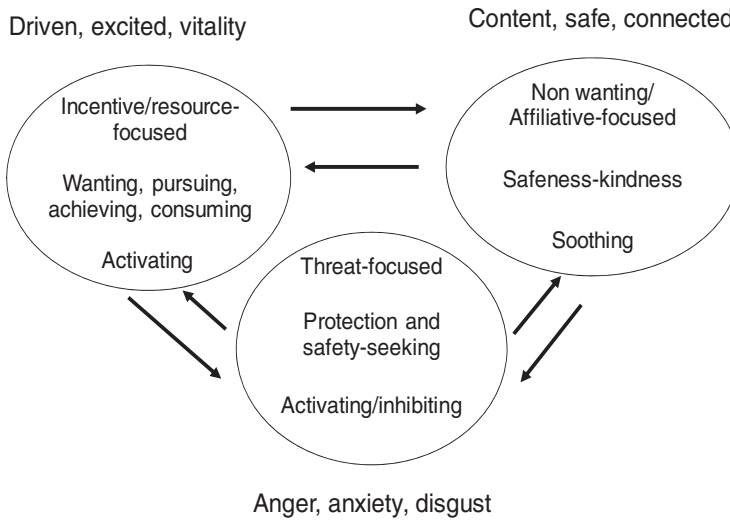 Driven, excited, vitality
Content, safe, connected
Incentive/resource-
focused
Wanting, pursuing,
achieving, consuming
Activating
Non wanting/
Affiliative-focused
Safeness-kindness
Soothing
Threat-focused
Protection and
safety-seeking
Activating/inhibiting
Anger, anxiety, disgust